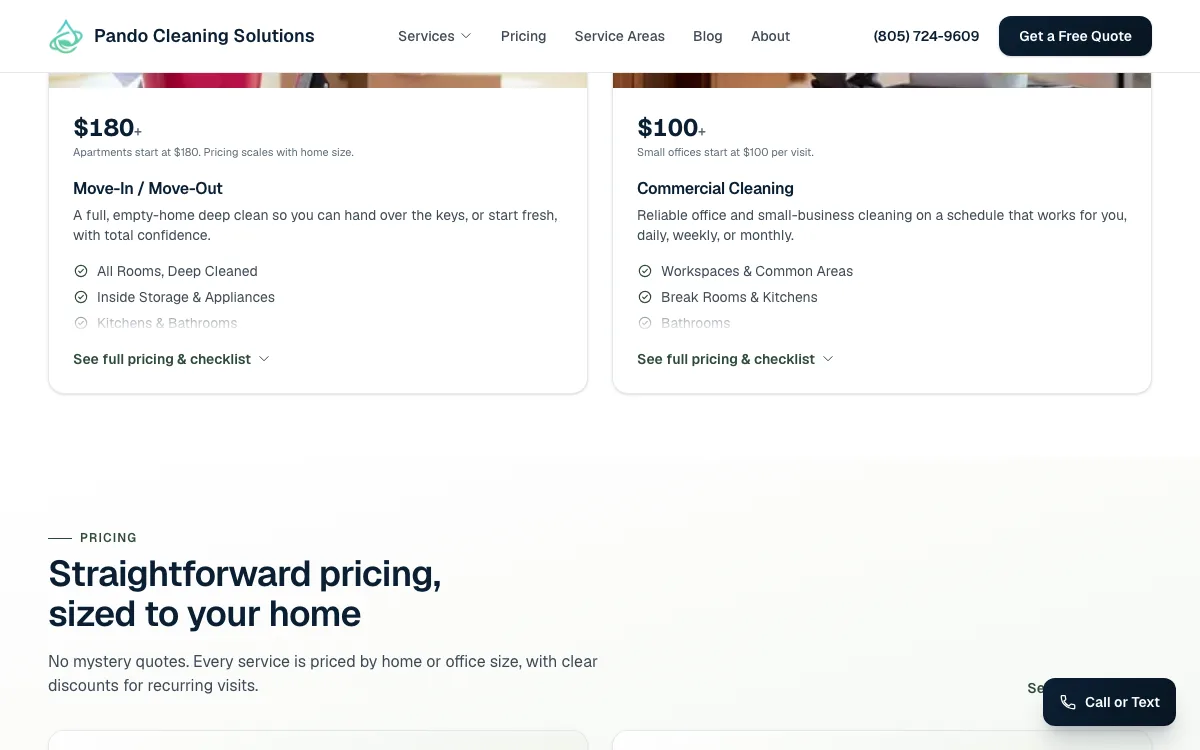 Pando Cleaning Solutions
Services
Pricing
Service Areas
Blog
About
(805) 724-9609
Get a Free Quote
$180+
Apartments start at $180. Pricing scales with home size.
Move-In / Move-Out
A full, empty-home deep clean so you can hand over the keys, or start fresh,
with total confidence.
All Rooms, Deep Cleaned
Inside Storage & Appliances
Kitchens & Bathrooms
See full pricing & checklist
$100+
Small offices start at $100 per visit.
Commercial Cleaning
Reliable office and small-business cleaning on a schedule that works for you,
daily, weekly, or monthly.
Workspaces & Common Areas
Break Rooms & Kitchens
Bathrooms
See full pricing & checklist
PRICING
Straightforward pricing,
sized to your home
No mystery quotes. Every service is priced by home or office size, with clear
discounts for recurring visits.
Call or Text